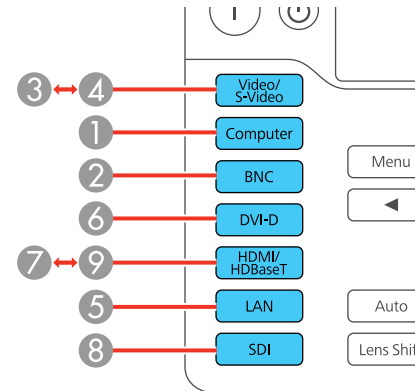 3 4 Video/
S-Video
1 Computer
2 BNC
Menu
6 DVI-D
7 9 HDMI/
HDBaseT
5 LAN
Auto
8 SDI
Lens Shif